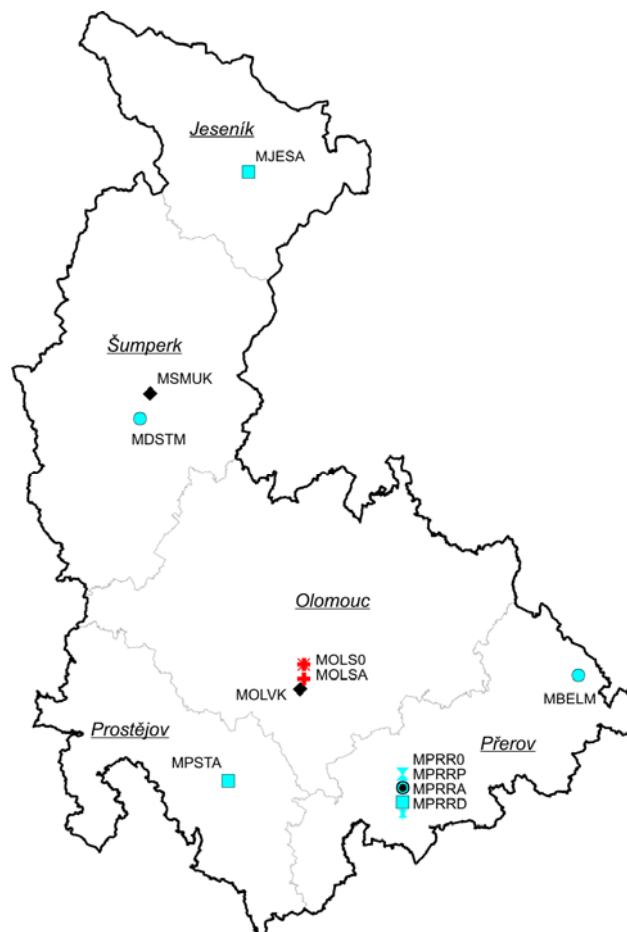 Jeseník
MJESA
Šumperk
MSMUK
MDSTM
Olomouc
MOLS0
MOLSA
MOLVK
MBELM
Prostějov
Přerov
MPSTA
MPRR0
MPRRP
MPRRA
MPRRD